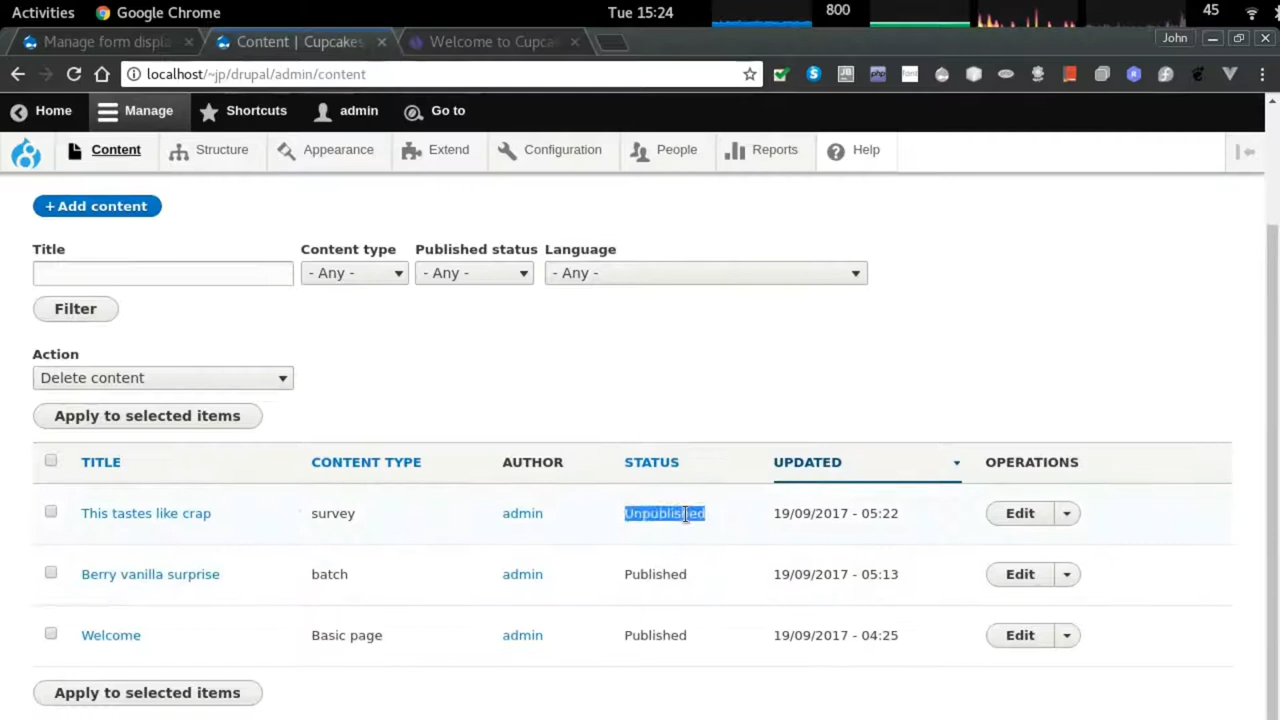 Activities Google Chrome Tue 15:24 800 45
Manage form displa × Content | Cupcakes × Welcome to Cupca × John
localhost/~jp/drupal/admin/content
Home Manage Shortcuts admin Go to
Content Structure Appearance Extend Configuration People Reports Help
+ Add content
Title Content type Published status Language
- Any - - Any - - Any -
Filter
Action
Delete content
Apply to selected items
TITLE CONTENT TYPE AUTHOR STATUS UPDATED OPERATIONS
This tastes like crap survey admin Unpublished 19/09/2017 - 05:22 Edit
Berry vanilla surprise batch admin Published 19/09/2017 - 05:13 Edit
Welcome Basic page admin Published 19/09/2017 - 04:25 Edit
Apply to selected items